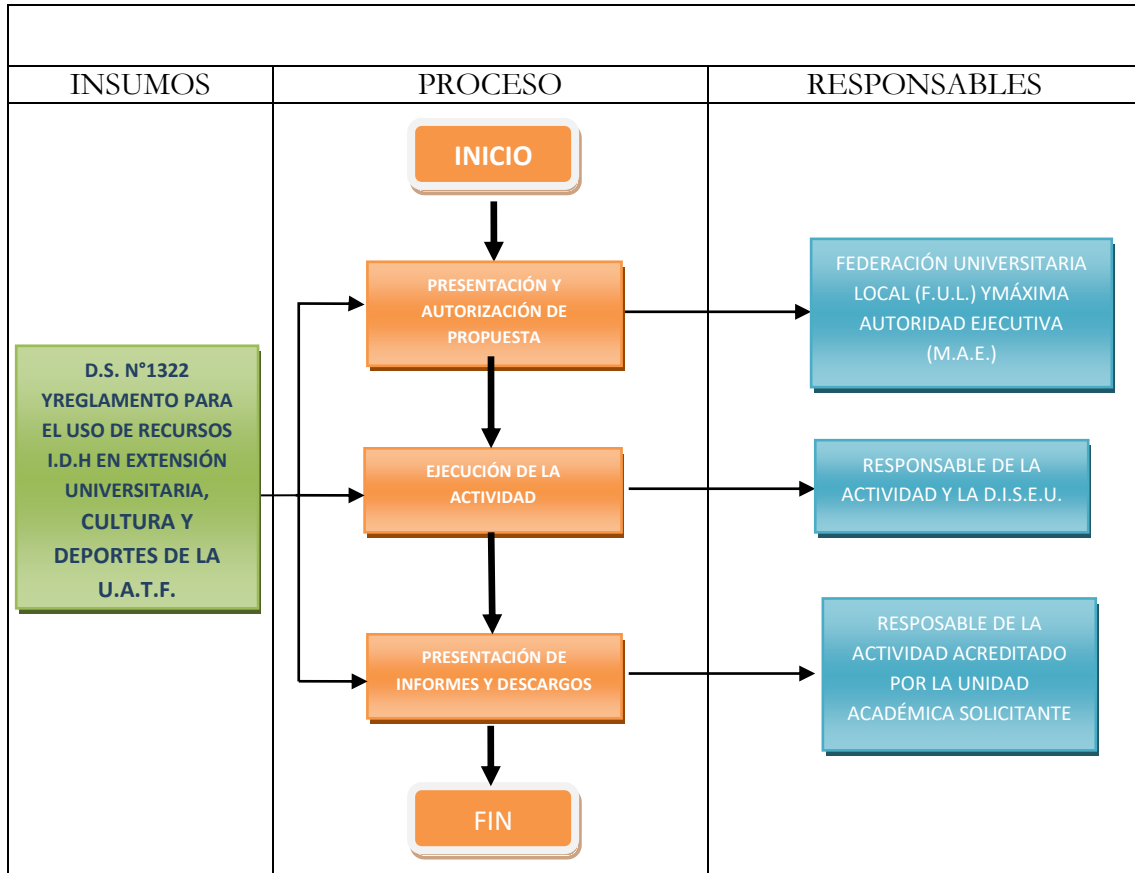 INSUMOS
PROCESO
RESPONSABLES
INICIO
PRESENTACIÓN Y
AUTORIZACIÓN DE
PROPUESTA
FEDERACIÓN UNIVERSITARIA
LOCAL (F.U.L.) YMÁXIMA
AUTORIDAD EJECUTIVA
(M.A.E.)
D.S. N°1322
YREGLAMENTO PARA
EL USO DE RECURSOS
I.D.H EN EXTENSIÓN
UNIVERSITARIA,
CULTURA Y
DEPORTES DE LA
U.A.T.F.
EJECUCIÓN DE LA
ACTIVIDAD
RESPONSABLE DE LA
ACTIVIDAD Y LA D.I.S.E.U.
PRESENTACIÓN DE
INFORMES Y DESCARGOS
RESPOSABLE DE LA
ACTIVIDAD ACREDITADO
POR LA UNIDAD
ACADÉMICA SOLICITANTE
FIN